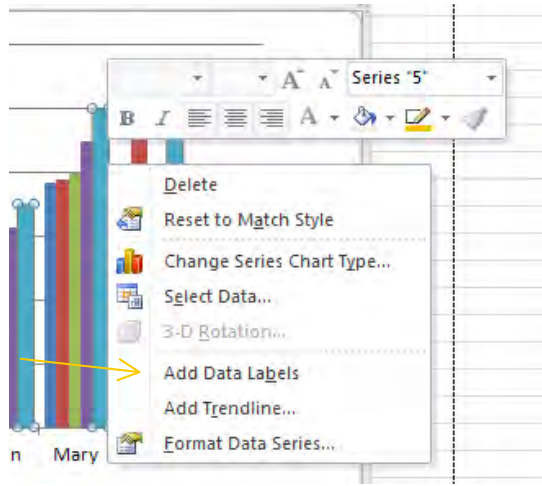 A A Series "5"
B I A
Delete
Reset to Match Style
Change Series Chart Type...
Select Data...
3-D Rotation...
Add Data Labels
Add Trendline...
Format Data Series...
n Mary